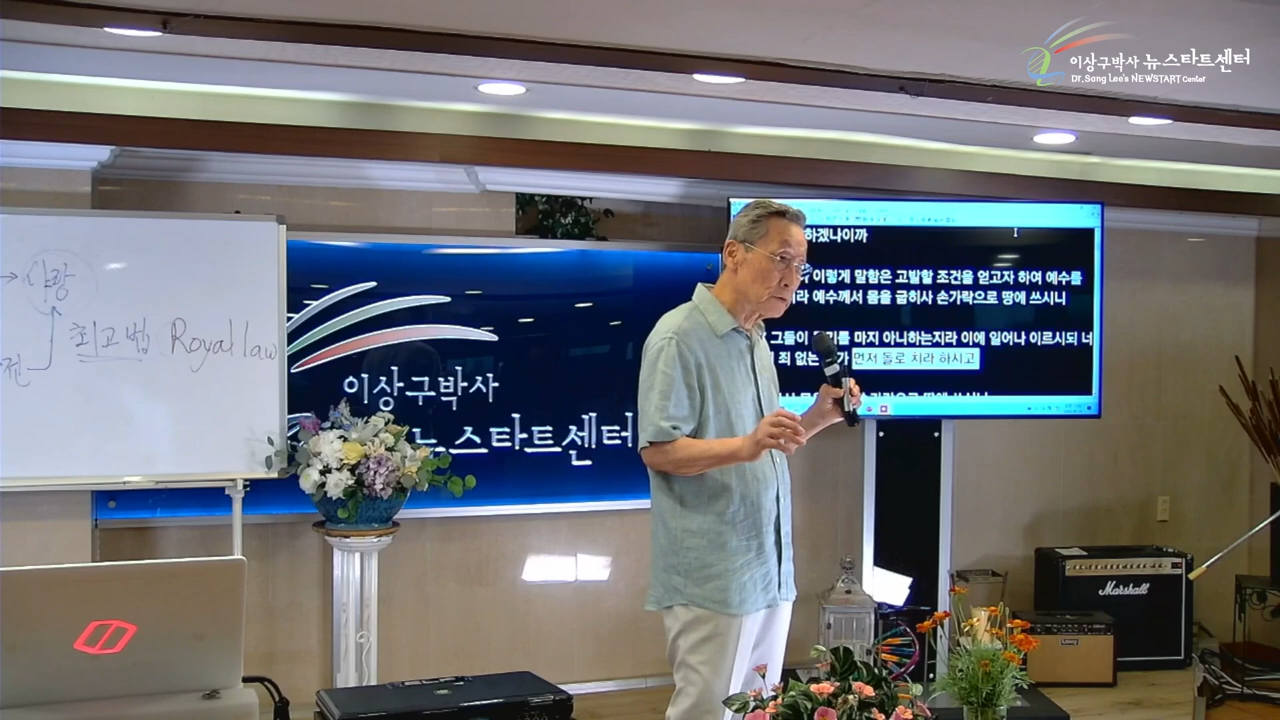 이상구박사 뉴스타트센터
Dr. Sang Lee's NEWSTART Center
하겠나이까
이렇게 말함은 고발할 조건을 얻고자 하여 예수를
예수께서 몸을 굽히사 손가락으로 땅에 쓰시니
그들이 기를 마지 아니하는지라 이에 일어나 이르시되 너
죄 없는 가 먼저 돌로 치라 하시고
사랑
최고법 Royal law
전
이상구박사
뉴스타트센터
Marshall
Laney